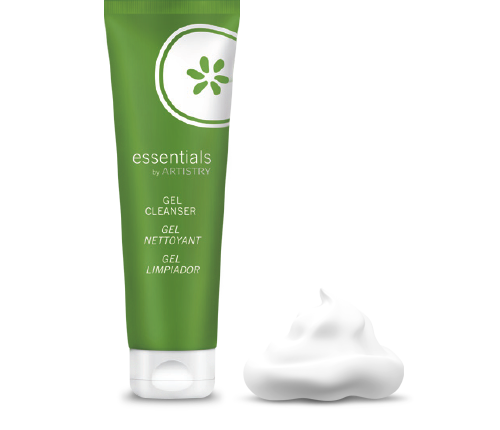 essentials
by ARTISTRY
GEL
CLEANSER
GEL
NETTOYANT
GEL
LIMPIADOR